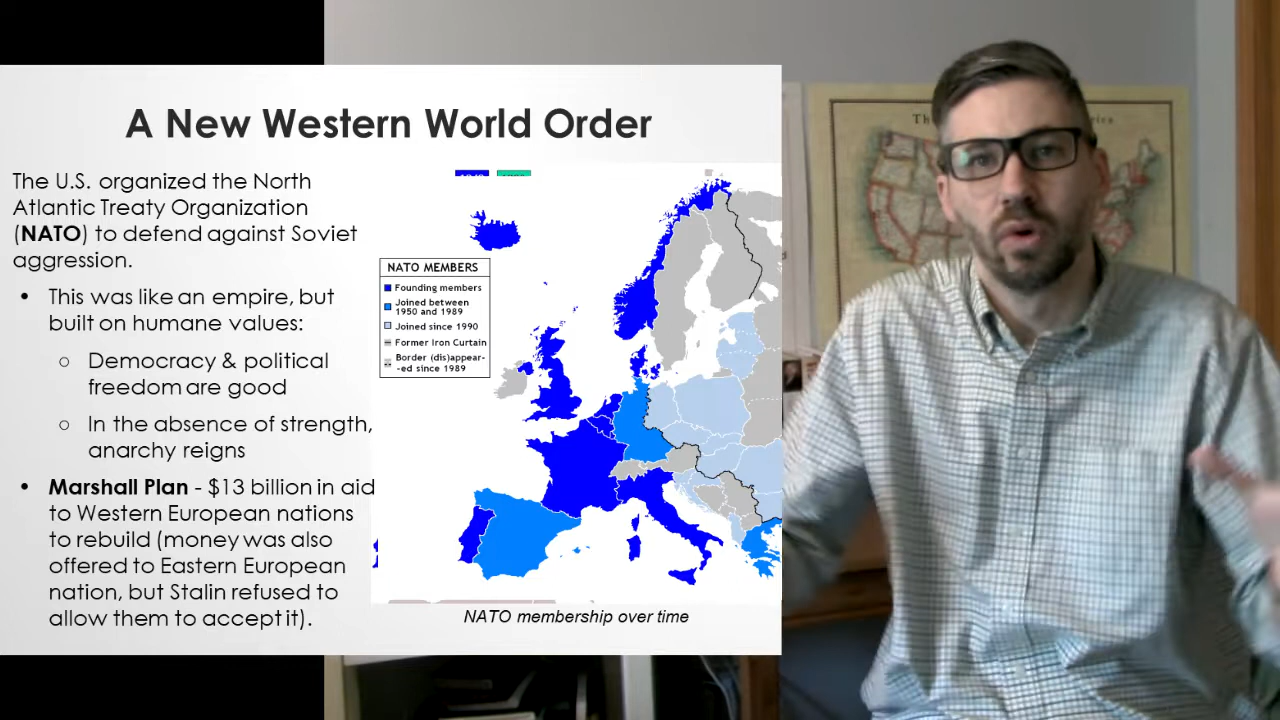 A New Western World Order
The U.S. organized the North
Atlantic Treaty Organization
(NATO) to defend against Soviet
aggression.
• This was like an empire, but
built on humane values:
○ Democracy & political
freedom are good
○ In the absence of strength,
anarchy reigns
• Marshall Plan - $13 billion in aid
to Western European nations
to rebuild (money was also
offered to Eastern European
nation, but Stalin refused to
allow them to accept it).
NATO MEMBERS
Founding members
Joined between
1950 and 1989
Joined since 1990
Former Iron Curtain
Border (dis)appear-
-ed since 1989
NATO membership over time